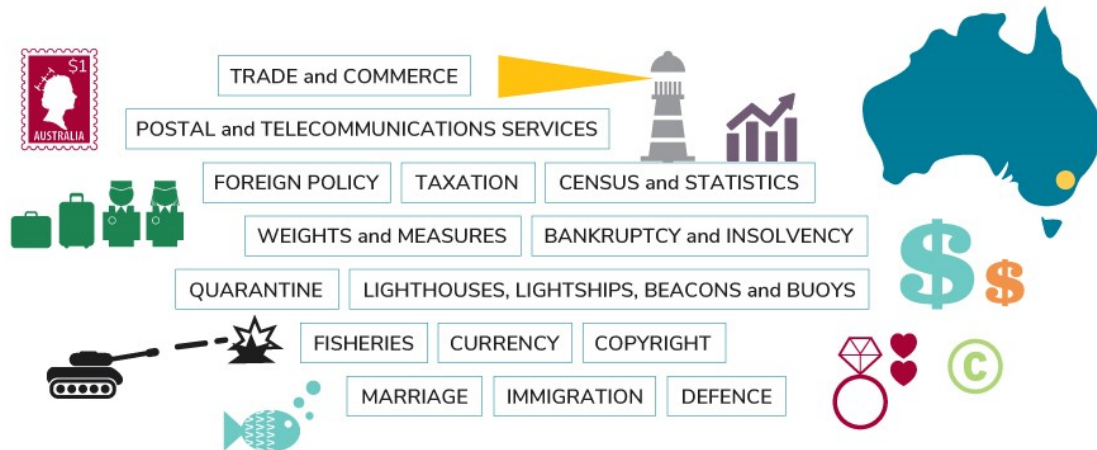 $1
AUSTRALIA
TRADE and COMMERCE
POSTAL and TELECOMMUNICATIONS SERVICES
FOREIGN POLICY
TAXATION
CENSUS and STATISTICS
WEIGHTS and MEASURES
BANKRUPTCY and INSOLVENCY
$
$
QUARANTINE
LIGHTHOUSES, LIGHTSHIPS, BEACONS and BUOYS
FISHERIES
CURRENCY
COPYRIGHT
©
MARRIAGE
IMMIGRATION
DEFENCE